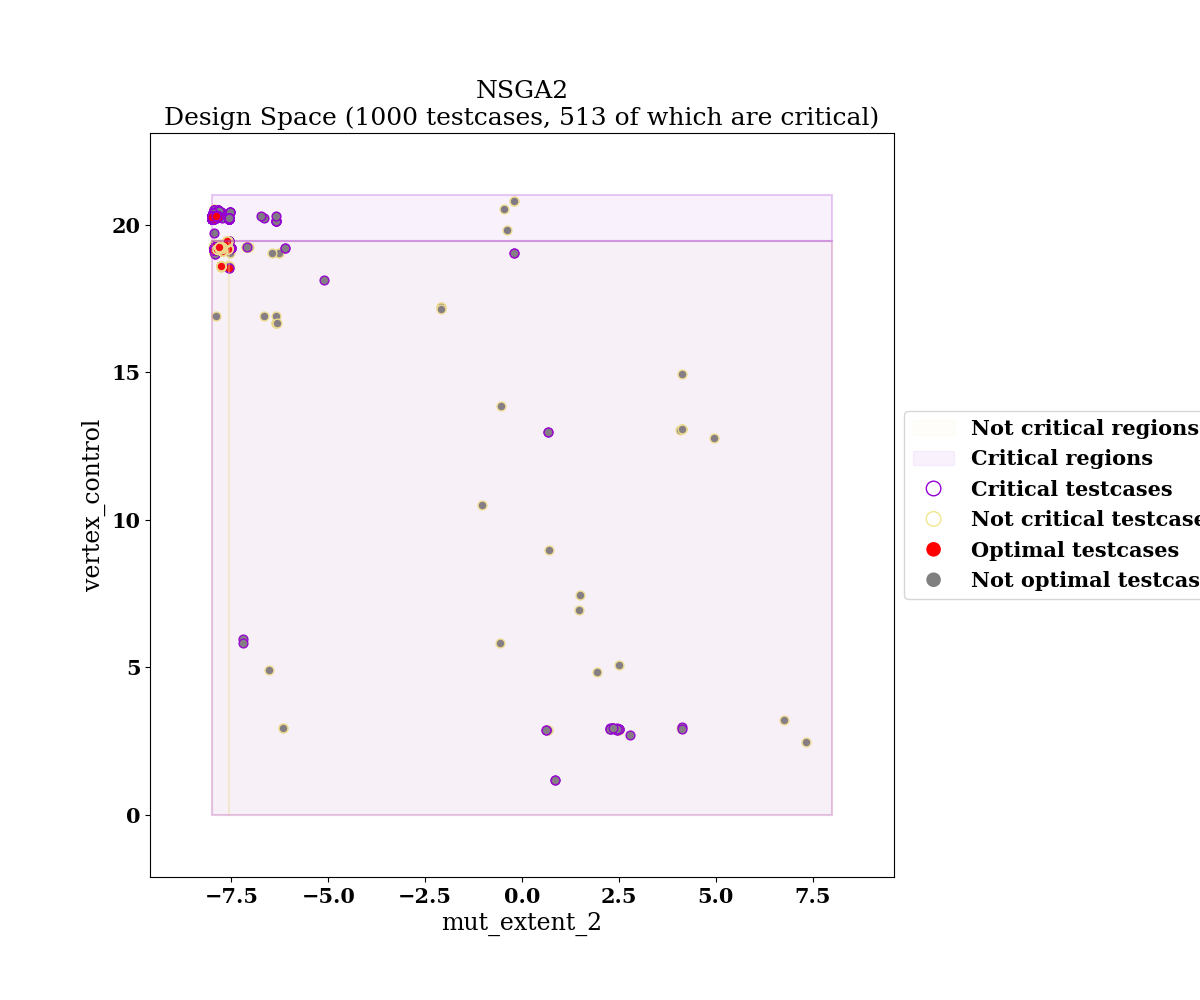 NSGA2
Design Space (1000 testcases, 513 of which are critical)
20
15
10
5
0
vertex_control
−7.5
−5.0
−2.5
0.0
2.5
5.0
7.5
mut_extent_2
Not critical regions
Critical regions
Critical testcases
Not critical testcase
Optimal testcases
Not optimal testcas